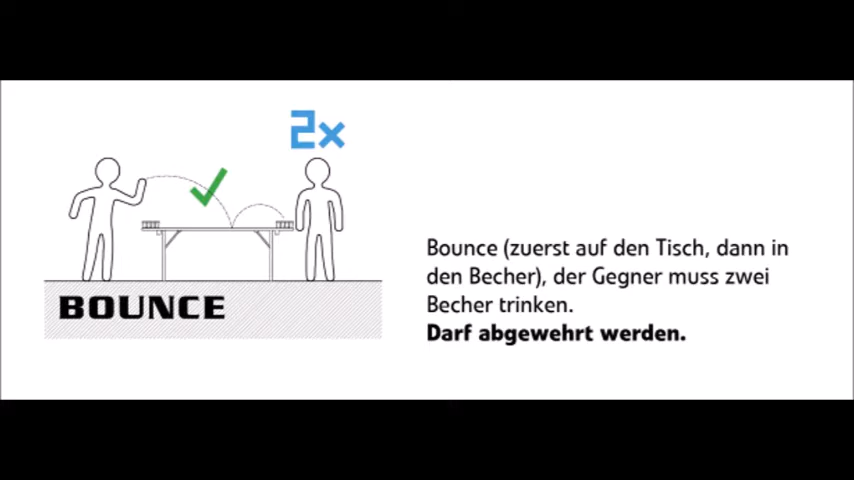 2x
BOUNCE
Bounce (zuerst auf den Tisch, dann in
den Becher), der Gegner muss zwei
Becher trinken.
Darf abgewehrt werden.